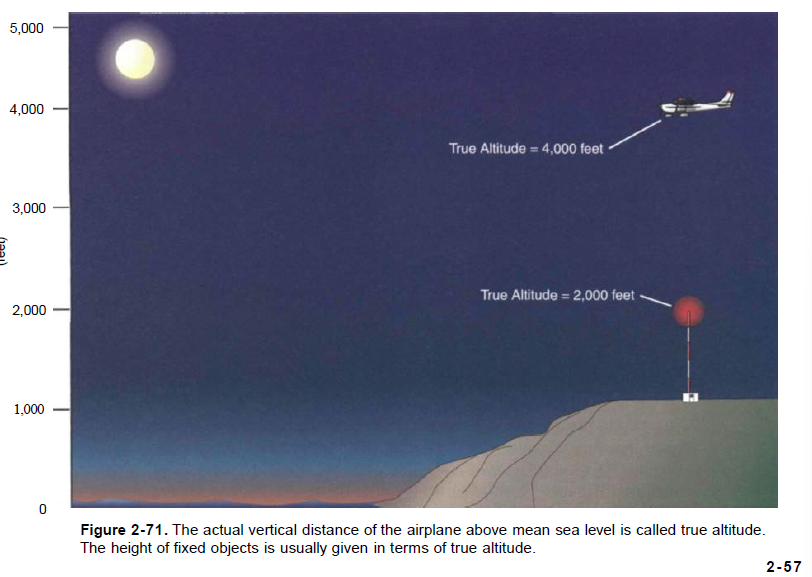 5,000
4,000
True Altitude = 4,000 feet
3,000
(feet)
True Altitude = 2,000 feet
2,000
1,000
0
Figure 2-71. The actual vertical distance of the airplane above mean sea level is called true altitude.
The height of fixed objects is usually given in terms of true altitude.
2-57